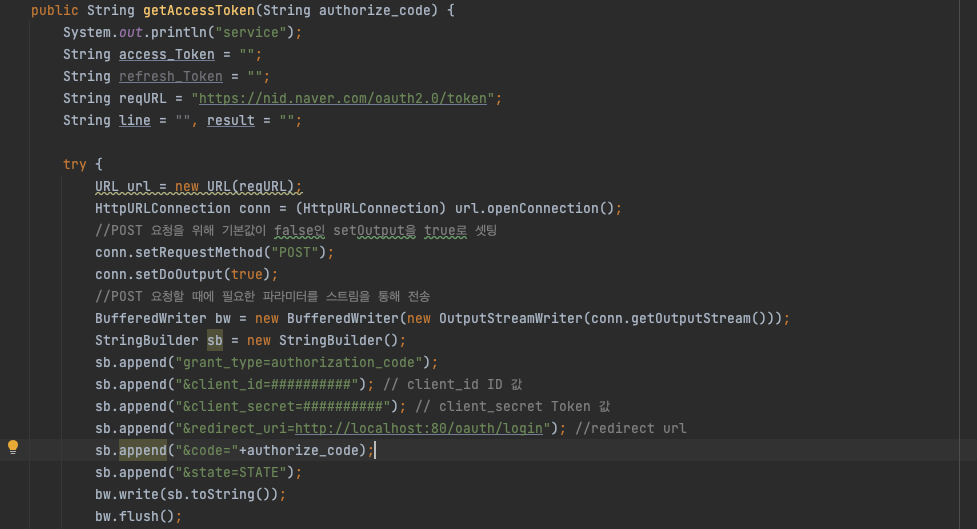 public String getAccessToken(String authorize_code) {
System.out.println("service");
String access_Token = "";
String refresh_Token = "";
String reqURL = "https://nid.naver.com/oauth2.0/token";
String line = "", result = "";
try {
URL url = new URL(reqURL);
HttpURLConnection conn = (HttpURLConnection) url.openConnection();
//POST 요청을 위해 기본값이 false인 setOutput을 true로 셋팅
conn.setRequestMethod("POST");
conn.setDoOutput(true);
//POST 요청할 때에 필요한 파라미터를 스트림을 통해 전송
BufferedWriter bw = new BufferedWriter(new OutputStreamWriter(conn.getOutputStream()));
StringBuilder sb = new StringBuilder();
sb.append("grant_type=authorization_code");
sb.append("&client_id=##########"); // client_id ID 값
sb.append("&client_secret=##########"); // client_secret Token 값
sb.append("&redirect_uri=http://localhost:80/oauth/login"); //redirect url
sb.append("&code="+authorize_code);
sb.append("&state=STATE");
bw.write(sb.toString());
bw.flush();